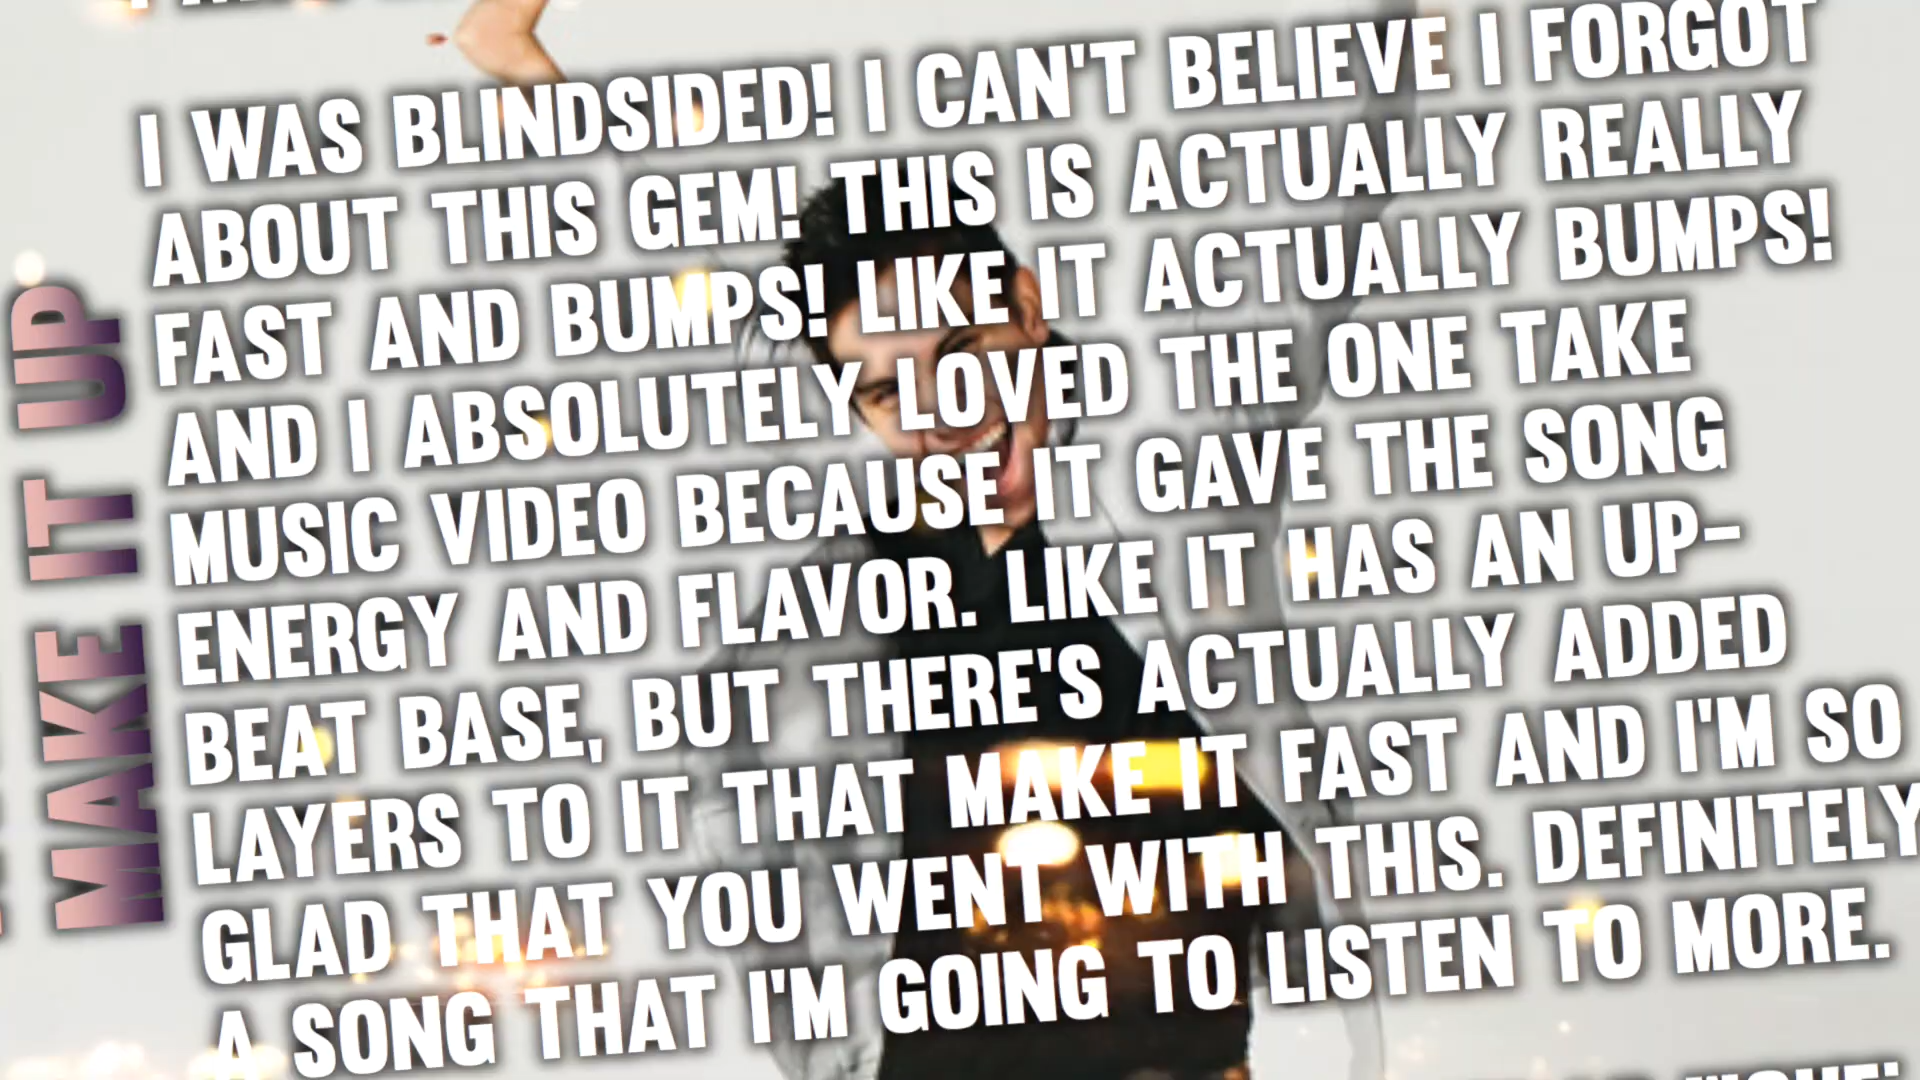 I WAS BLINDSIDED! I CAN'T BELIEVE I FORGOT
ABOUT THIS GEM! THIS IS ACTUALLY REALLY
FAST AND BUMPS! LIKE IT ACTUALLY BUMPS!
AND I ABSOLUTELY LOVED THE ONE TAKE
MUSIC VIDEO BECAUSE IT GAVE THE SONG
ENERGY AND FLAVOR. LIKE IT HAS AN UP-
BEAT BASE, BUT THERE'S ACTUALLY ADDED
LAYERS TO IT THAT MAKE IT FAST AND I'M SO
GLAD THAT YOU WENT WITH THIS. DEFINITELY
A SONG THAT I'M GOING TO LISTEN TO MORE.
MAKE IT UP